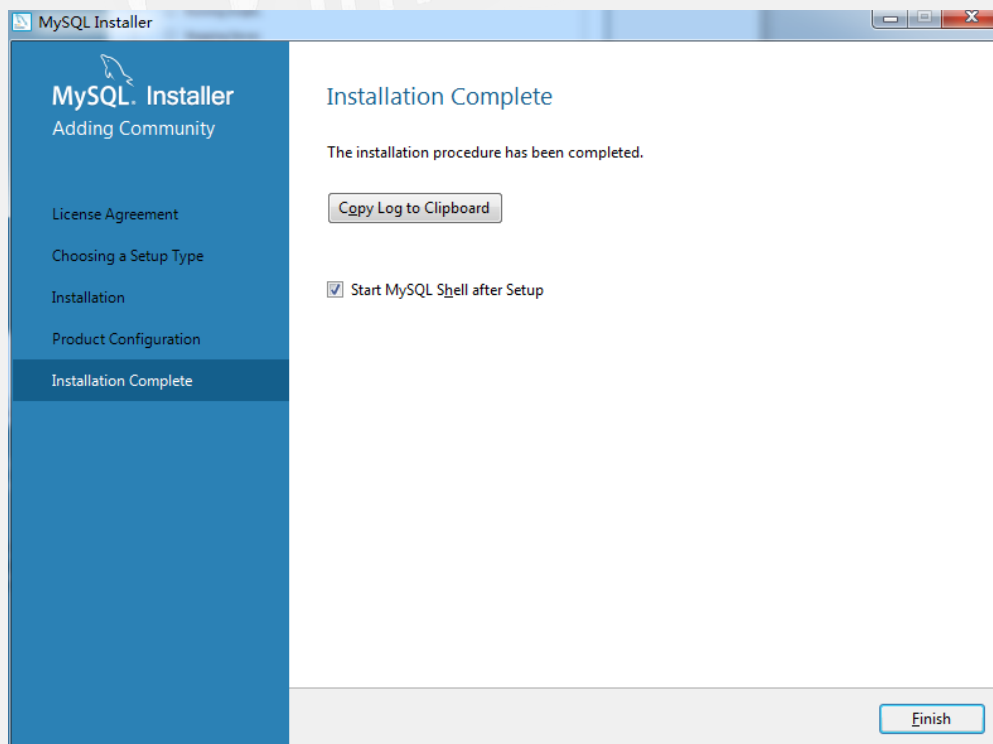 MySQL Installer
MySQL. Installer
Adding Community
License Agreement
Choosing a Setup Type
Installation
Product Configuration
Installation Complete
Installation Complete
The installation procedure has been completed.
Copy Log to Clipboard
Start MySQL Shell after Setup
Finish